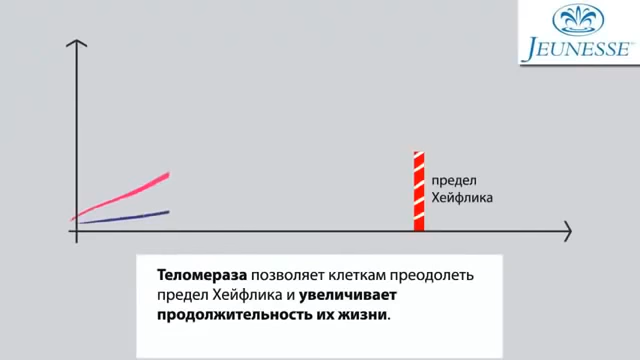 JEUNESSE
предел
Хейфлика
Теломераза позволяет клеткам преодолеть
предел Хейфлика и увеличивает
продолжительность их жизни.